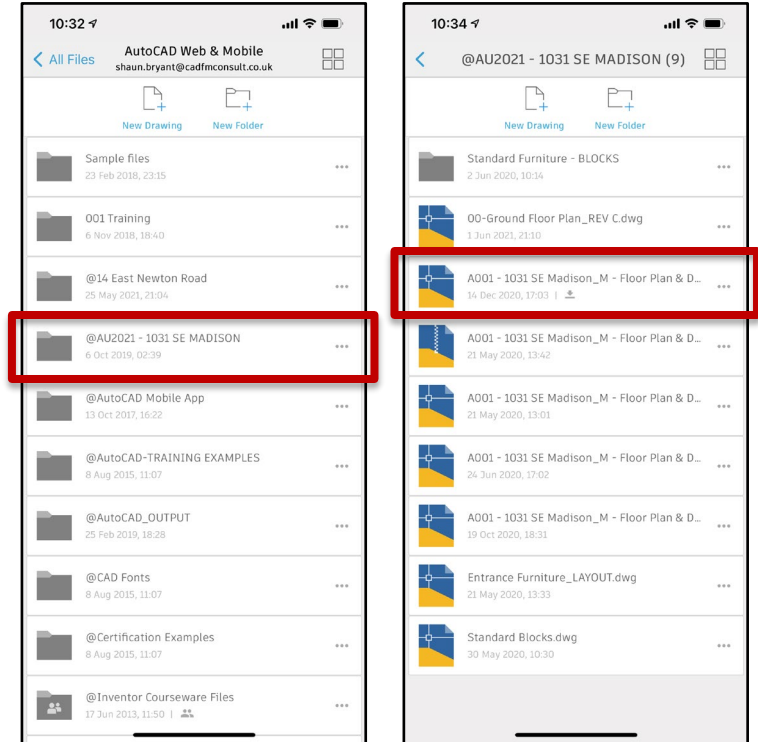 10:32
All Files
AutoCAD Web & Mobile
shaun.bryant@cadfmconsult.co.uk
New Drawing
New Folder
Sample files
23 Feb 2018, 23:15
001 Training
6 Nov 2018, 18:40
@14 East Newton Road
25 May 2021, 21:04
@AU2021 - 1031 SE MADISON
6 Oct 2019, 02:39
@AutoCAD Mobile App
13 Oct 2017, 16:22
@AutoCAD-TRAINING EXAMPLES
8 Aug 2015, 11:07
@AutoCAD_OUTPUT
25 Feb 2019, 18:28
@CAD Fonts
8 Aug 2015, 11:07
@Certification Examples
8 Aug 2015, 11:07
@Inventor Courseware Files
17 Jun 2013, 11:50 |
10:34
@AU2021 - 1031 SE MADISON (9)
New Drawing
New Folder
Standard Furniture - BLOCKS
2 Jun 2020, 10:14
00-Ground Floor Plan_REV C.dwg
1 Jun 2021, 21:10
A001 - 1031 SE Madison_M - Floor Plan & D...
14 Dec 2020, 17:03 |
A001 - 1031 SE Madison_M - Floor Plan & D...
21 May 2020, 13:42
A001 - 1031 SE Madison_M - Floor Plan & D...
21 May 2020, 13:01
A001 - 1031 SE Madison_M - Floor Plan & D...
24 Jun 2020, 17:02
A001 - 1031 SE Madison_M - Floor Plan & D...
19 Oct 2020, 18:31
Entrance Furniture_LAYOUT.dwg
21 May 2020, 13:33
Standard Blocks.dwg
30 May 2020, 10:30